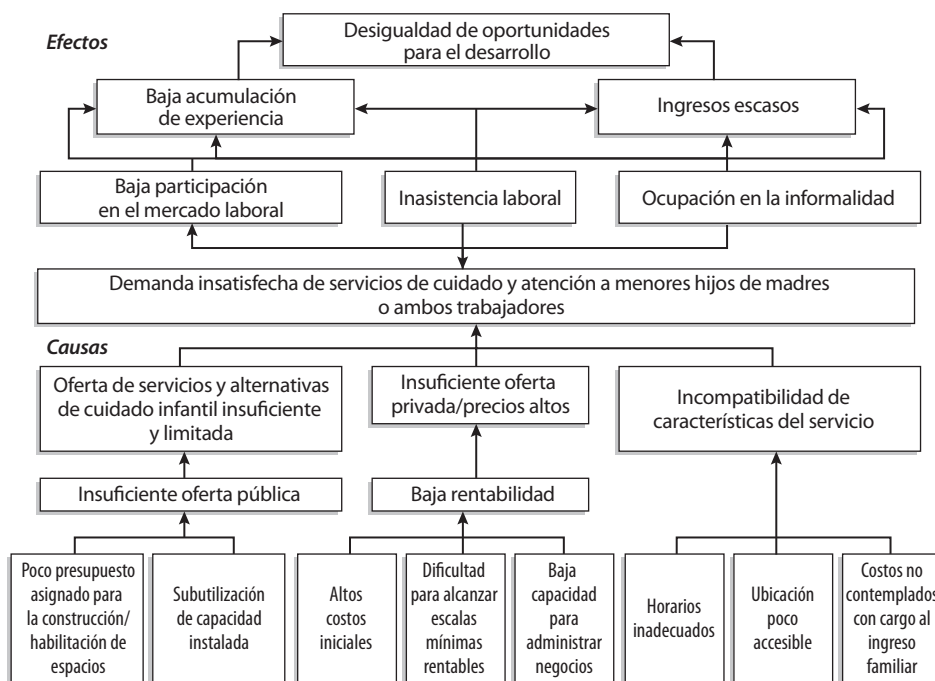 Efectos
Desigualdad de oportunidades
para el desarrollo
Baja acumulación
de experiencia
Ingresos escasos
Baja participación
en el mercado laboral
Inasistencia laboral
Ocupación en la informalidad
Demanda insatisfecha de servicios de cuidado y atención a menores hijos de madres
o ambos trabajadores
Causas
Oferta de servicios y alternativas
de cuidado infantil insuficiente
y limitada
Insuficiente oferta
privada/precios altos
Incompatibilidad de
características del servicio
Insuficiente oferta pública
Baja rentabilidad
Poco presupuesto
asignado para
la construcción/
habilitación de
espacios
Subutilización
de capacidad
instalada
Altos
costos
iniciales
Dificultad
para alcanzar
escalas
mínimas
rentables
Baja
capacidad
para
administrar
negocios
Horarios
inadecuados
Ubicación
poco
accesible
Costos no
contemplados
con cargo al
ingreso
familiar